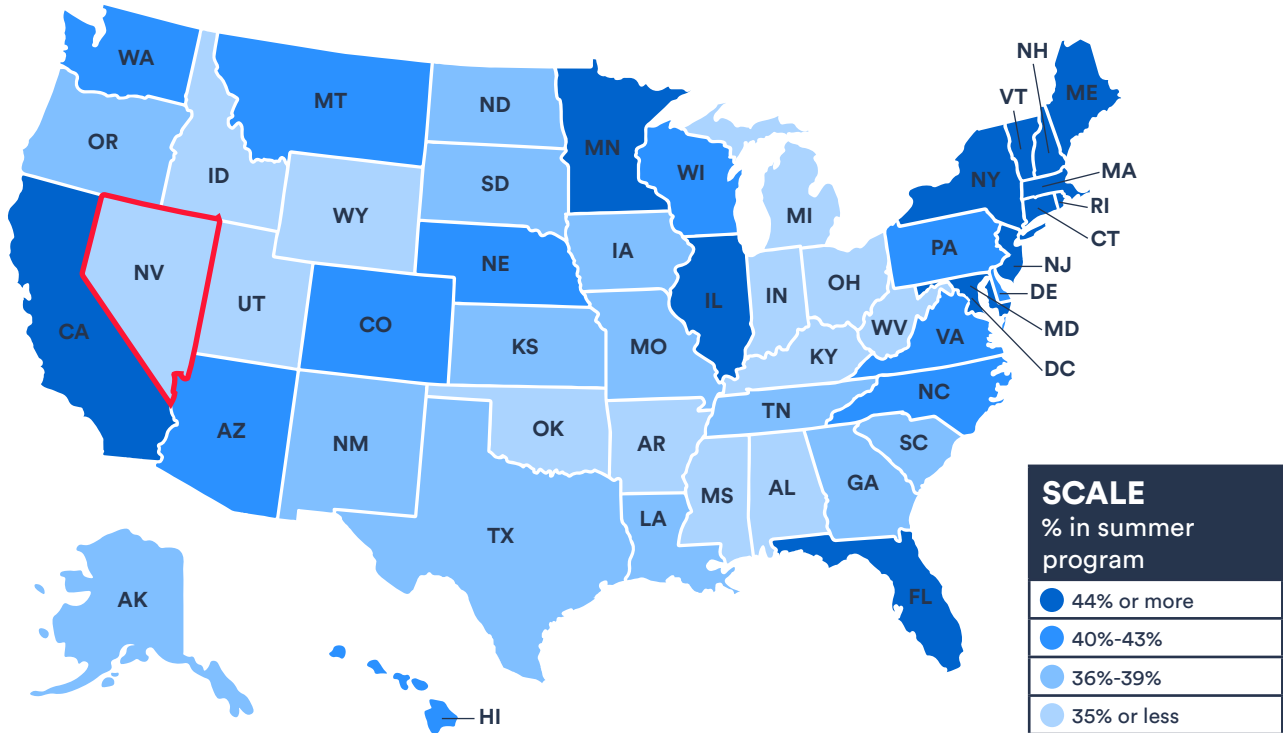 NH
WA
VT
ME
MT
ND
OR
MN
ID
SD
WI
NY
MA
WY
MI
RI
CT
IA
PA
NV
NE
NJ
UT
OH
IN
DE
IL
CO
WV
MD
CA
VA
KS
MO
KY
DC
NC
TN
AZ
OK
NM
AR
SC
GA
MS
AL
LA
TX
SCALE
% in summer
program
FL
AK
44% or more
40%-43%
36%-39%
HI
35% or less